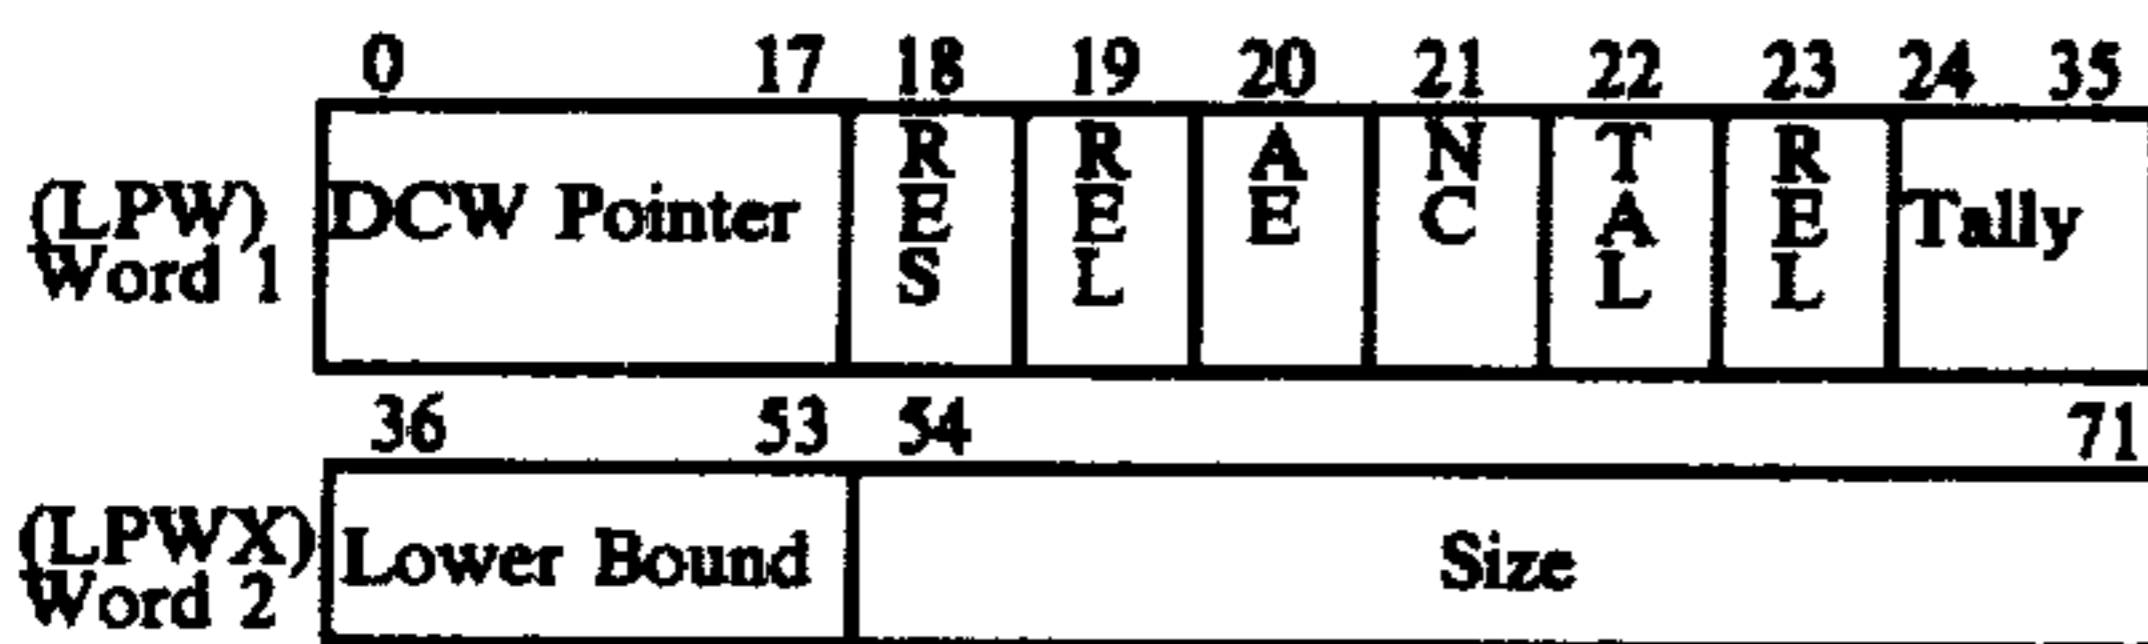 0 17 18 19 20 21 22 23 24 35
(LPW) Word 1
DCW Pointer
RES
REL
AE
NC
TAL
REL
Tally
36 53 54 71
(LPWX) Word 2
Lower Bound
Size